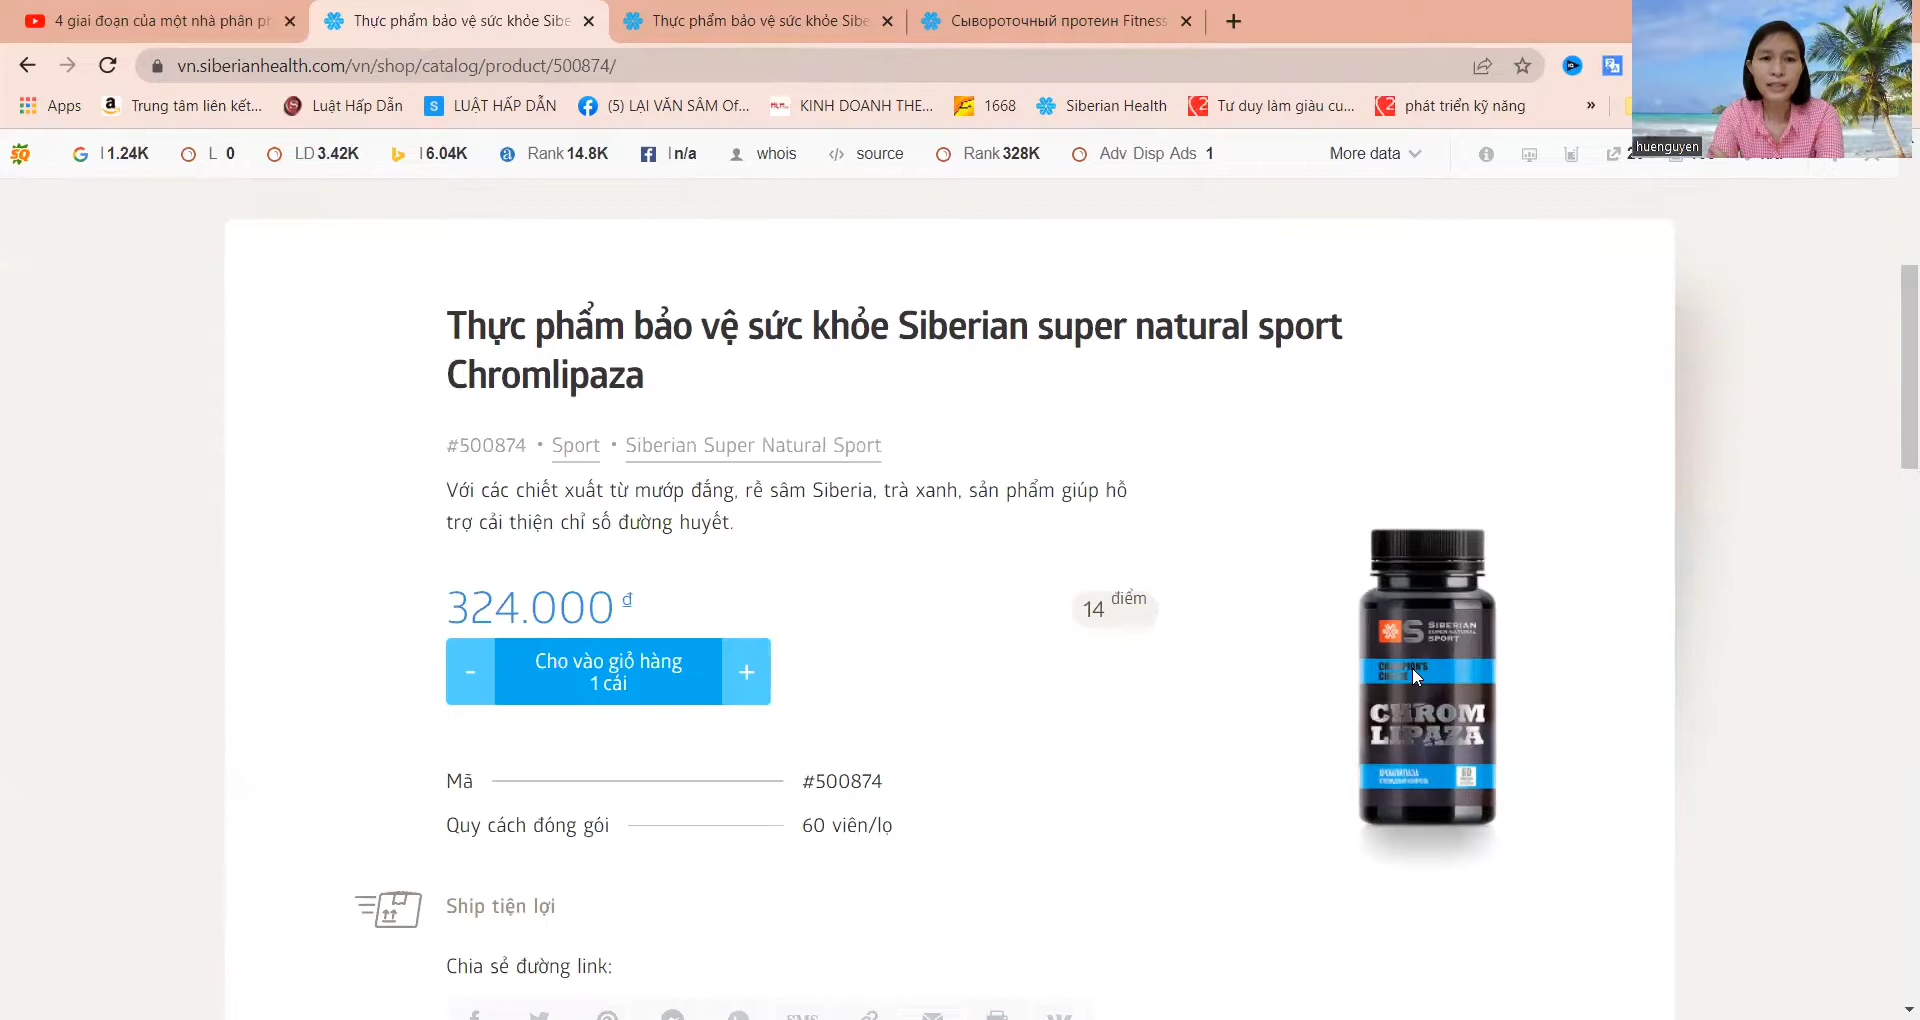 4 giai đoạn của một nhà phân ph
Thực phẩm bảo vệ sức khỏe Sibe
Thực phẩm bảo vệ sức khỏe Sibe
Сывороточный протеин Fitness
vn.siberianhealth.com/vn/shop/catalog/product/500874/
Apps
Trung tâm liên kết...
Luật Hấp Dẫn
LUẬT HẤP DẪN
(5) LẠI VĂN SÂM Of...
KINH DOANH THE...
1668
Siberian Health
Tư duy làm giàu cu...
phát triển kỹ năng
»
huenguyen
I 1.24K
L 0
LD 3.42K
I 6.04K
Rank 14.8K
I n/a
whois
source
Rank 328K
Adv Disp Ads 1
More data
Thực phẩm bảo vệ sức khỏe Siberian super natural sport
Chromlipaza
#500874 • Sport • Siberian Super Natural Sport
Với các chiết xuất từ mướp đắng, rễ sâm Siberia, trà xanh, sản phẩm giúp hỗ
trợ cải thiện chỉ số đường huyết.
324.000 đ
14 điểm
- Cho vào giỏ hàng +
1 cái
SIBERIAN
SUPER NATURAL
SPORT
CHROM
LIPAZA
60
Mã #500874
Quy cách đóng gói 60 viên/lọ
Ship tiện lợi
Chia sẻ đường link:
SMS